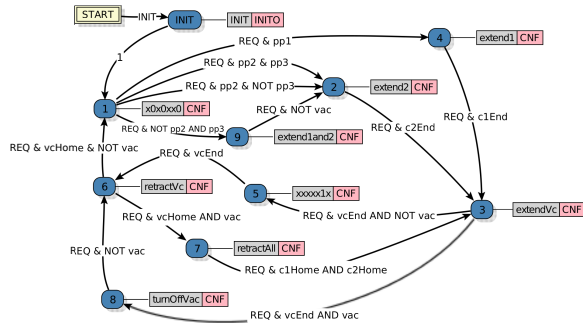 START
INIT
INIT
INIT INITO
1
REQ & pp1
4
extend1 CNF
REQ & pp2 & pp3
REQ & pp2 & NOT pp3
2
extend2 CNF
1
x0x0xx0 CNF
REQ & NOT vac
REQ & c1End
REQ & NOT pp2 AND pp3
9
extend1and2 CNF
REQ & c2End
REQ & vcHome & NOT vac
REQ & vcEnd
6
retractVc CNF
5
xxxxx1x CNF
REQ & vcHome AND vac
REQ & vcEnd AND NOT vac
3
extendVc CNF
REQ & NOT vac
7
retractAll CNF
REQ & c1Home AND c2Home
8
turnOffVac CNF
REQ & vcEnd AND vac